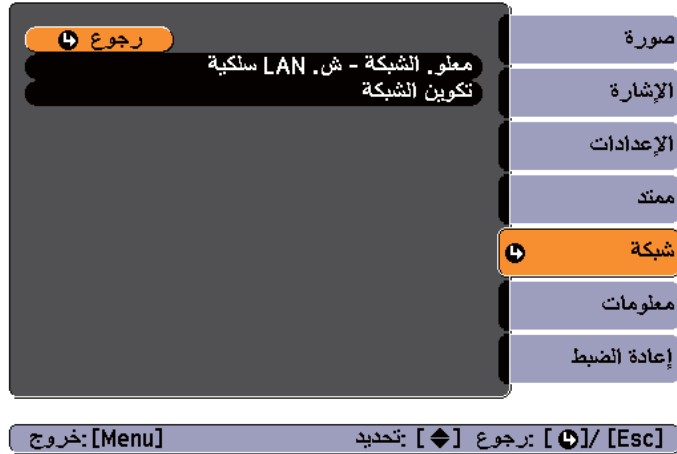 صورة
الإشارة
الإعدادات
ممتد
شبكة
معلومات
إعادة الضبط
رجوع
معلو. الشبكة - ش. LAN سلكية
تكوين الشبكة
[Esc] /[ ] :رجوع [ ] :تحديد [Menu] :خروج